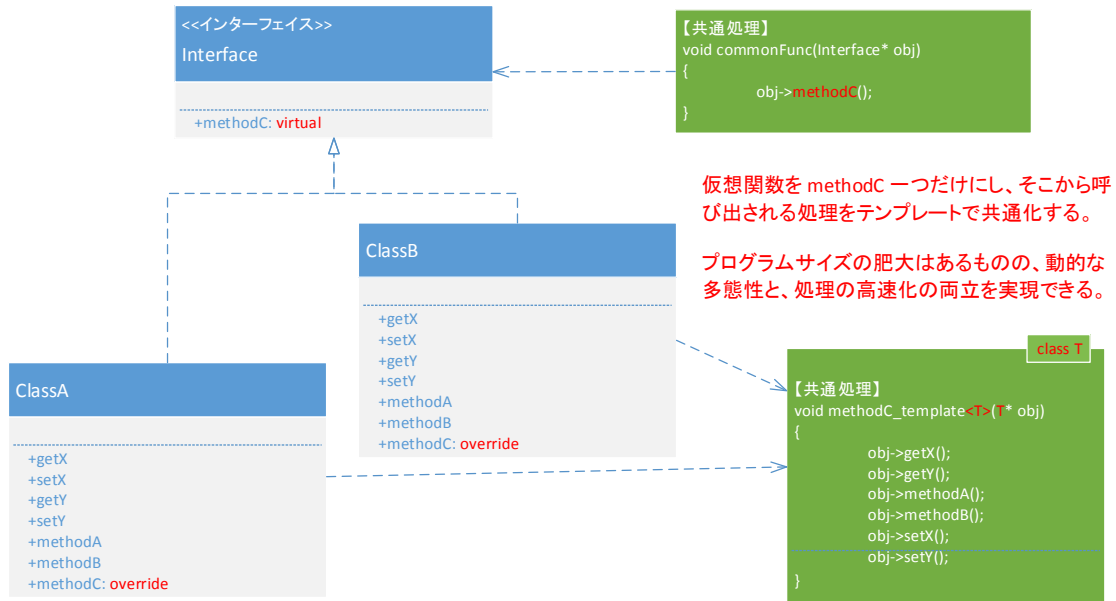 <<インターフェイス>>
Interface
+methodC: virtual
【共通処理】
void commonFunc(Interface* obj)
{
obj->methodC();
}
仮想関数を methodC 一つだけにし、そこから呼
び出される処理をテンプレートで共通化する。
プログラムサイズの肥大はあるものの、動的な
多態性と、処理の高速化の両立を実現できる。
ClassB
+getX
+setX
+getY
+setY
+methodA
+methodB
+methodC: override
ClassA
+getX
+setX
+getY
+setY
+methodA
+methodB
+methodC: override
class T
【共通処理】
void methodC_template<T>(T* obj)
{
obj->getX();
obj->getY();
obj->methodA();
obj->methodB();
obj->setX();
obj->setY();
}